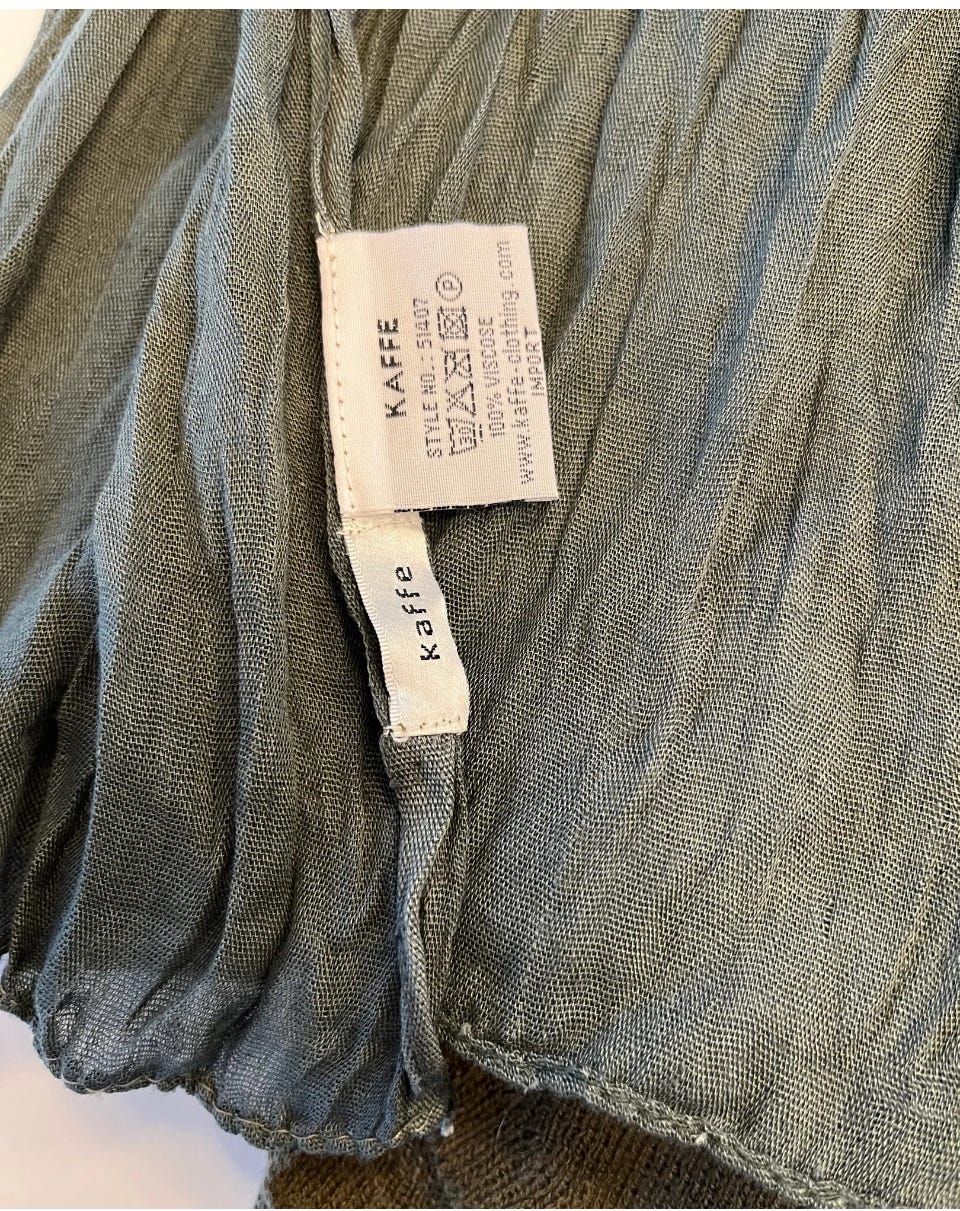 KAFFE
STYLE NO.: 51407
P
100% VISCOSE
www.kaffe-clothing.com
IMPORT
kaffe